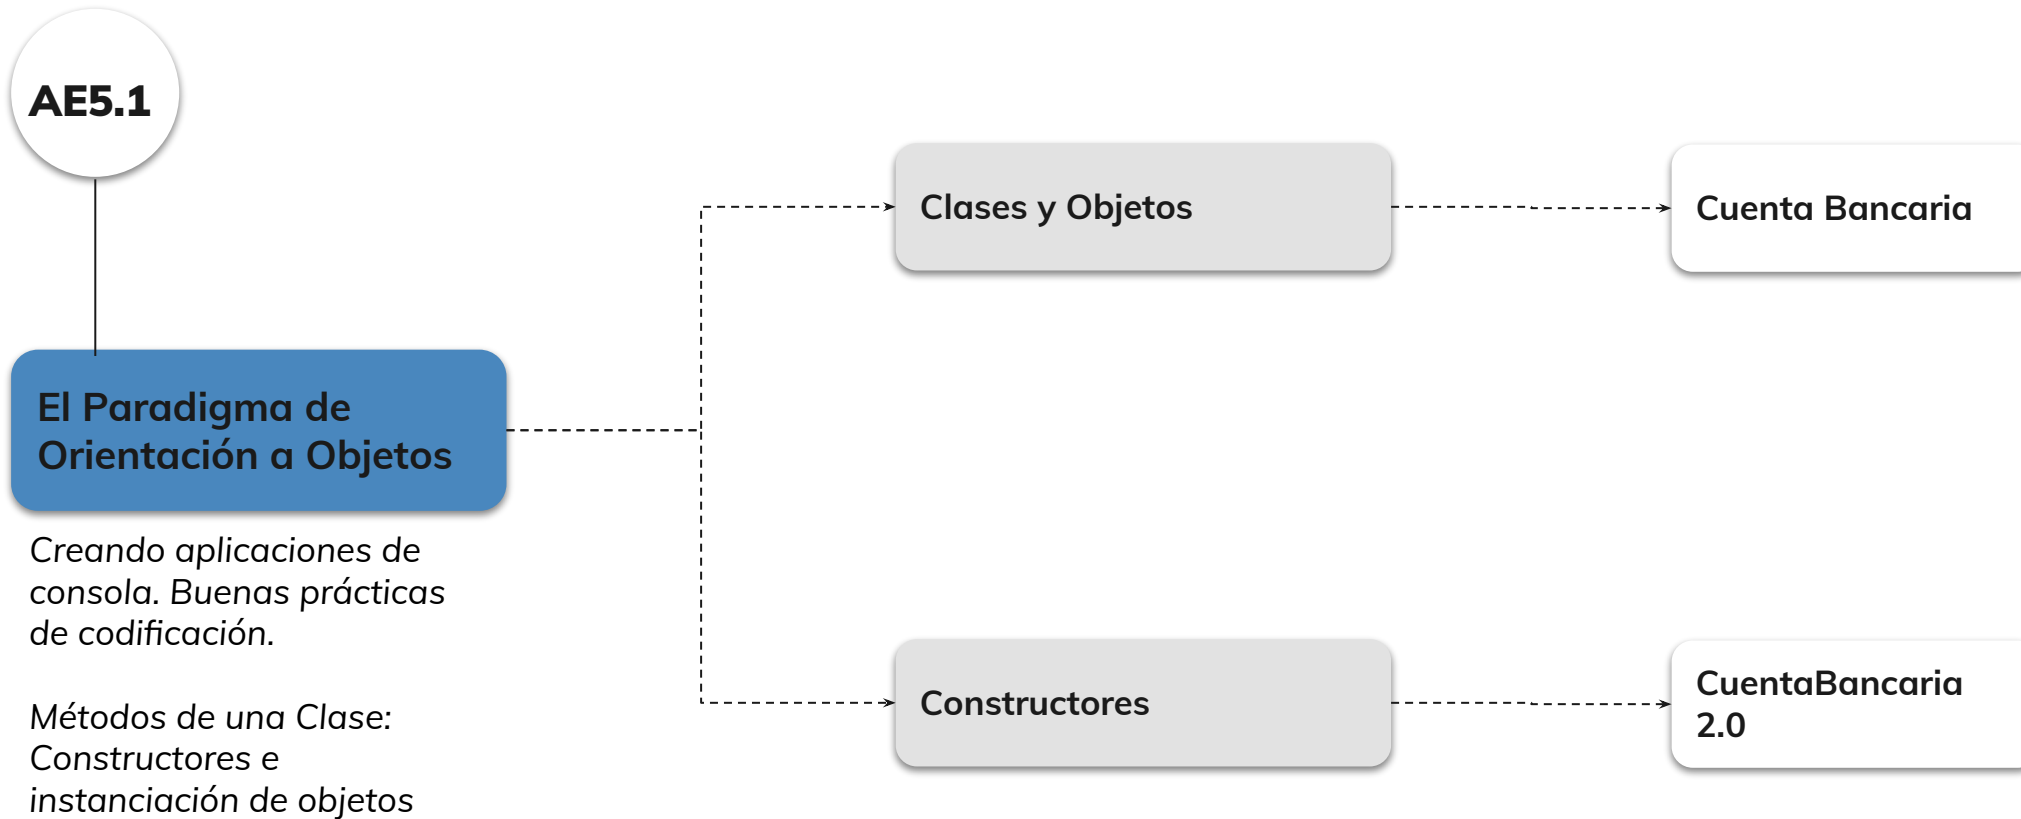 AE5.1
El Paradigma de
Orientación a Objetos
Creando aplicaciones de
consola. Buenas prácticas
de codificación.
Métodos de una Clase:
Constructores e
instanciación de objetos
Clases y Objetos
Cuenta Bancaria
Constructores
CuentaBancaria
2.0